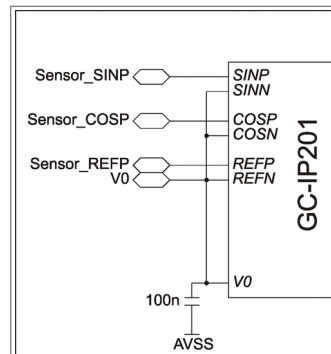 Sensor_SINP SINP
SINN
Sensor_COSP COSP
COSN
Sensor_REFP REFP
V0 REFN
GC-IP201
V0
100n
AVSS